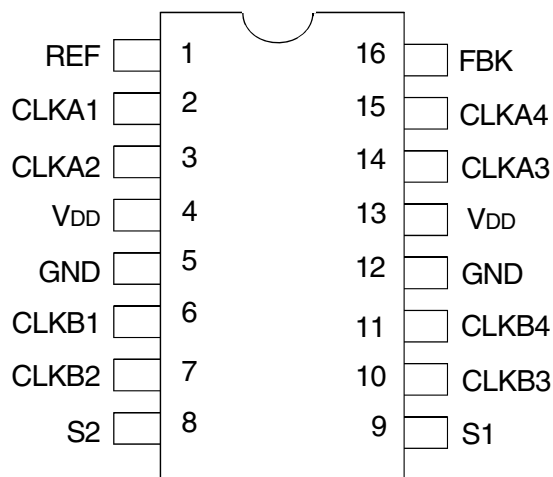 REF 1 16 FBK
CLKA1 2 15 CLKA4
CLKA2 3 14 CLKA3
VDD 4 13 VDD
GND 5 12 GND
CLKB1 6 11 CLKB4
CLKB2 7 10 CLKB3
S2 8 9 S1